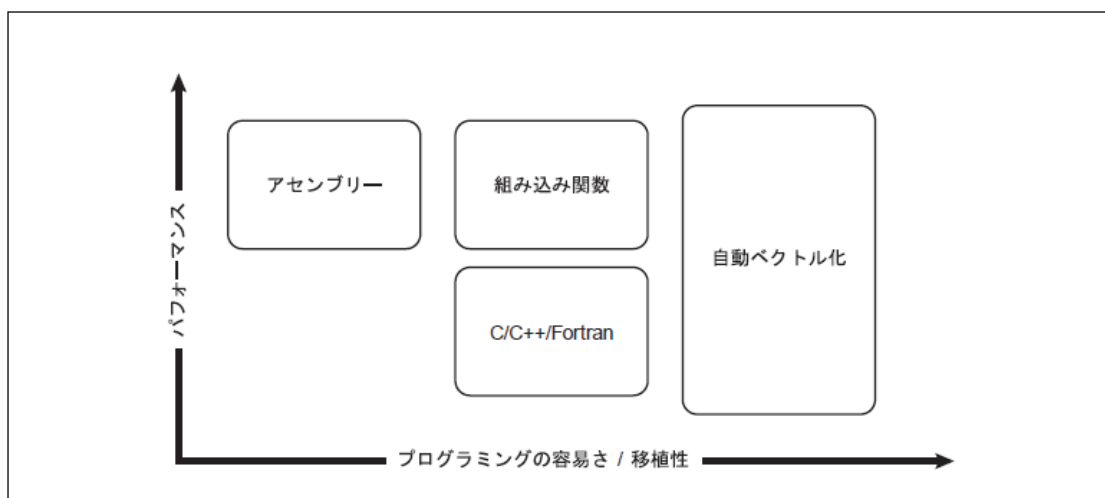 アセンブリー
組み込み関数
自動ベクトル化
C/C++/Fortran
パフォーマンス
プログラミングの容易さ / 移植性